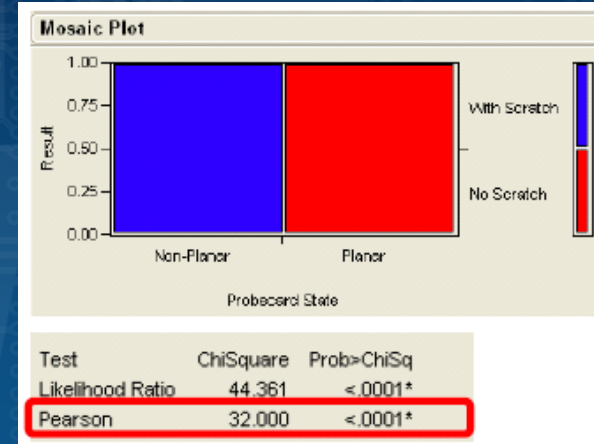 Mosaic Plot
1.00
0.75
0.50
0.25
0.00
Result
With Scratch
No Scratch
Non-Planar
Planar
Probecard State
Test ChiSquare Prob>ChiSq
Likelihood Ratio 44.361 <.0001*
Pearson 32.000 <.0001*